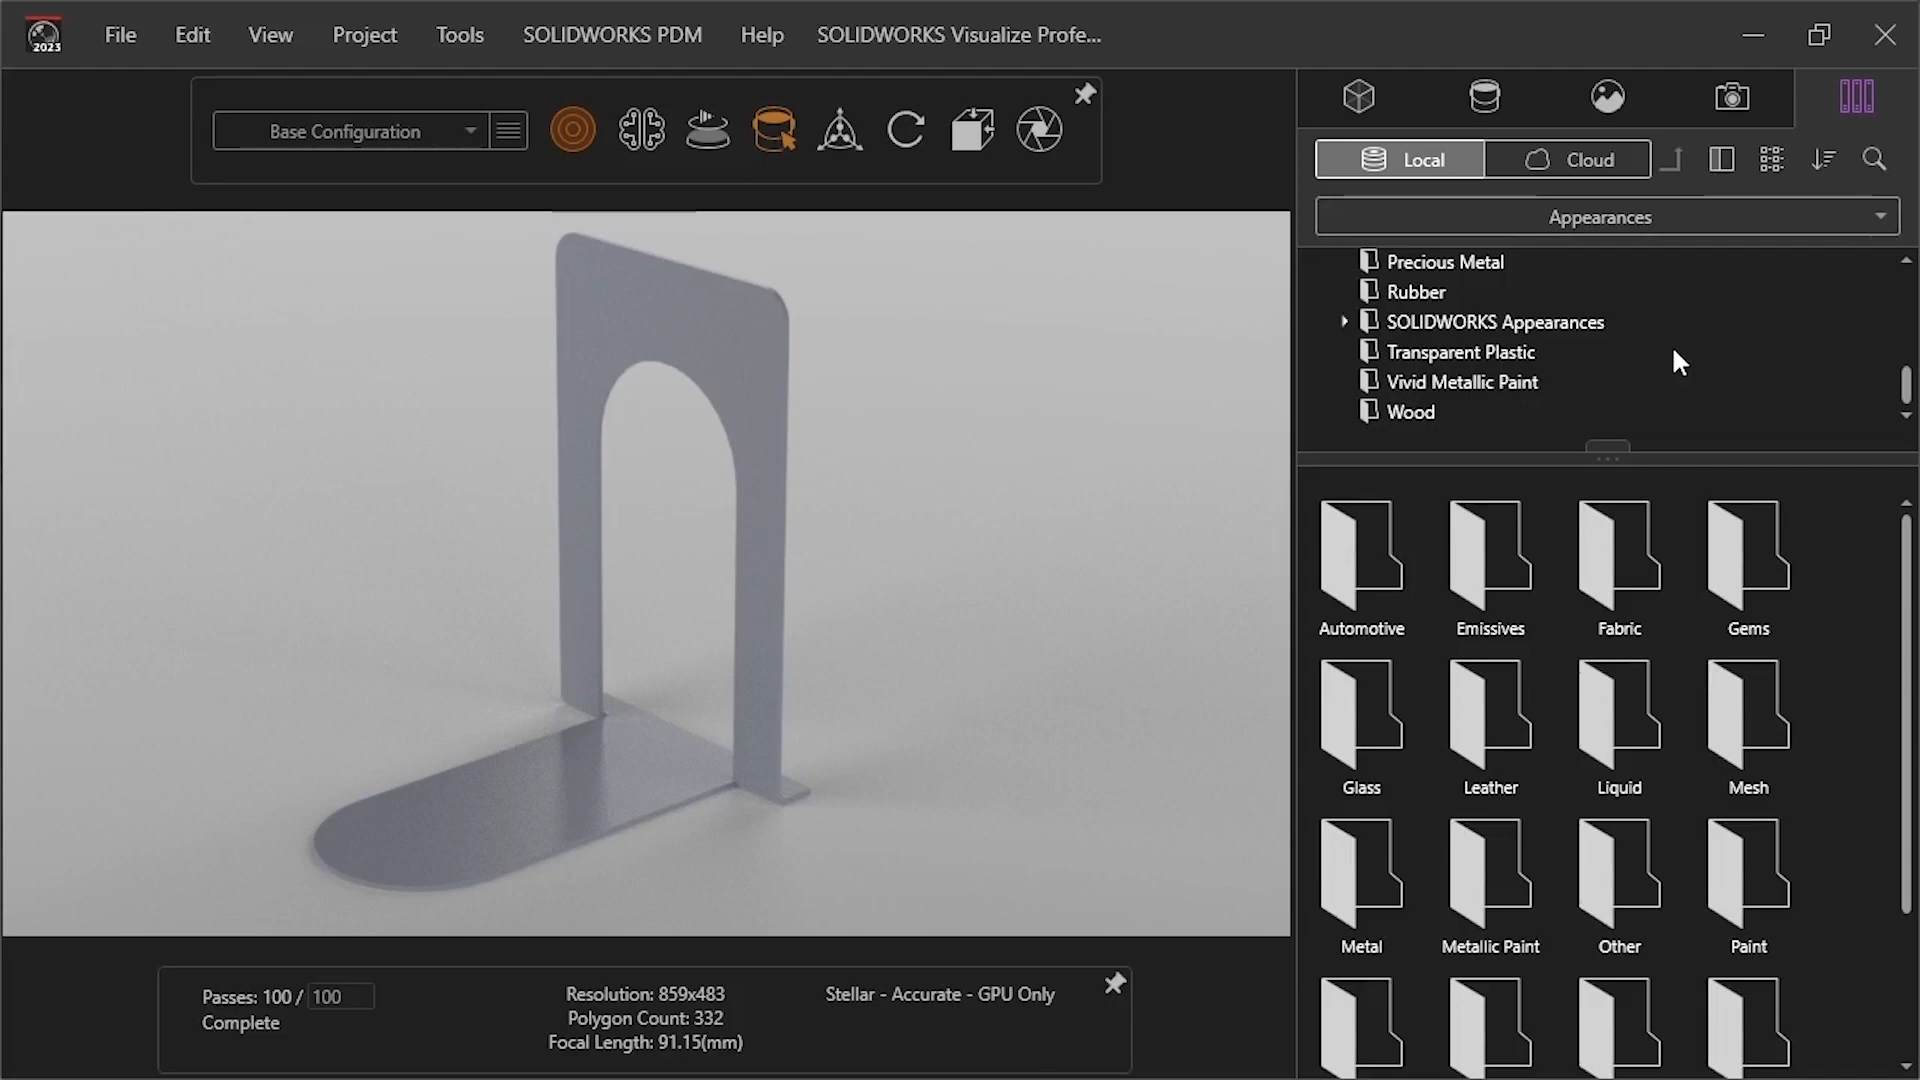 2023
File Edit View Project Tools SOLIDWORKS PDM Help SOLIDWORKS Visualize Profe...
Base Configuration
Local Cloud
Appearances
Precious Metal
Rubber
SOLIDWORKS Appearances
Transparent Plastic
Vivid Metallic Paint
Wood
Automotive Emissives Fabric Gems
Glass Leather Liquid Mesh
Metal Metallic Paint Other Paint
Passes: 100 / 100
Complete
Resolution: 859x483
Polygon Count: 332
Focal Length: 91.15(mm)
Stellar - Accurate - GPU Only